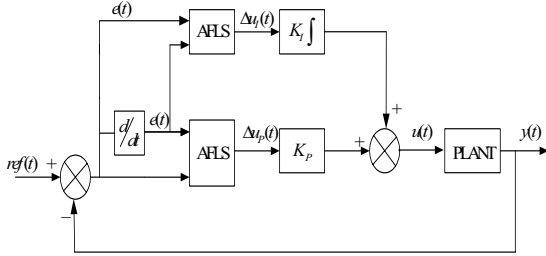 e(t)
AFLS
Δu_I(t)
K_I ∫
+
d/dt
ė(t)
AFLS
Δu_P(t)
K_P
+
u(t)
PLANT
y(t)
ref(t)
+
−